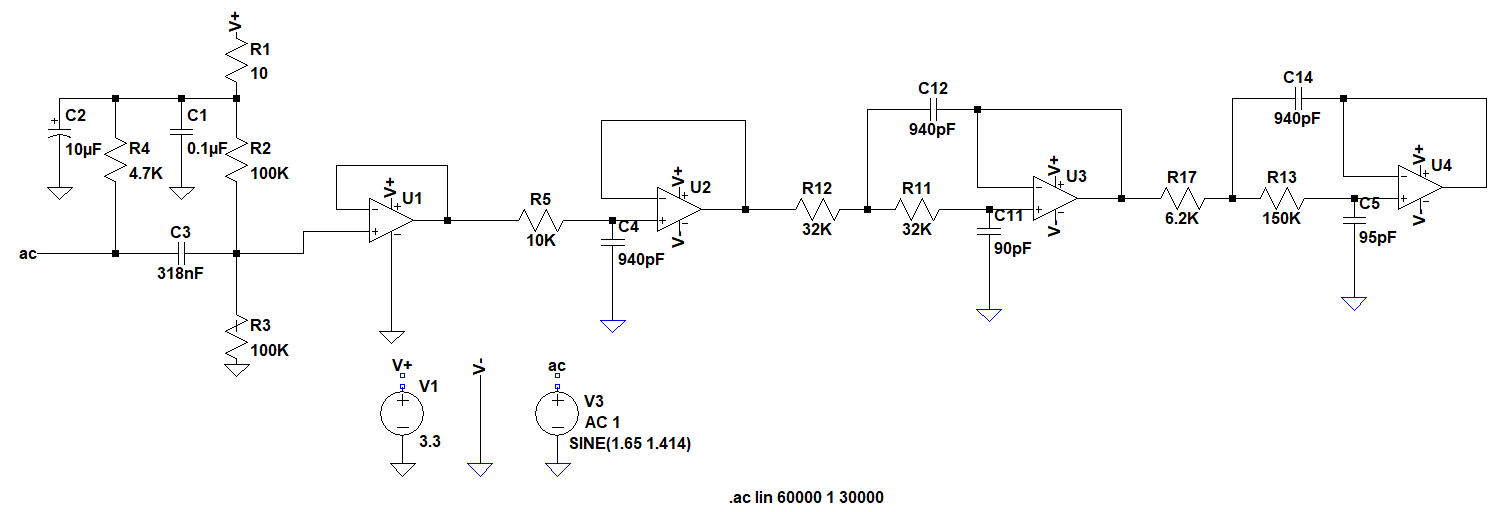 V+
R1
10
C2
10µF
R4
4.7K
C1
0.1µF
R2
100K
ac
C3
318nF
R3
100K
V+
U1
R5
10K
C4
940pF
V+
U2
V-
R12
32K
R11
32K
C12
940pF
C11
90pF
V+
U3
V-
R17
6.2K
R13
150K
C14
940pF
C5
95pF
V+
U4
V-
V+
V1
3.3
V-
ac
V3
AC 1
SINE(1.65 1.414)
.ac lin 60000 1 30000